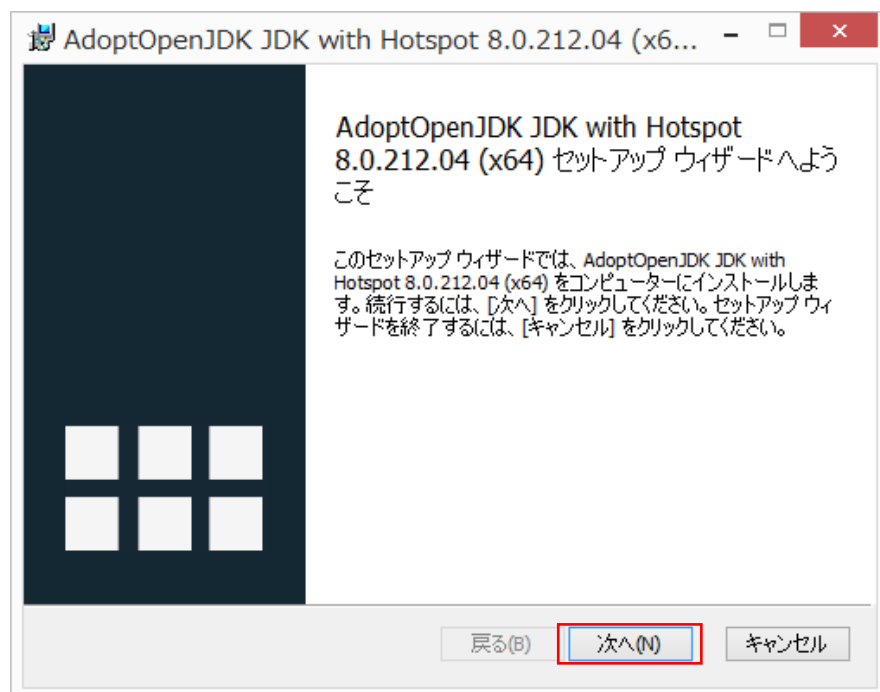 AdoptOpenJDK JDK with Hotspot 8.0.212.04 (x6...
AdoptOpenJDK JDK with Hotspot
8.0.212.04 (x64) セットアップ ウィザードへよう
こそ
このセットアップ ウィザードでは、AdoptOpenJDK JDK with
Hotspot 8.0.212.04 (x64) をコンピューターにインストールしま
す。続行するには、[次へ] をクリックしてください。セットアップ ウィ
ザードを終了するには、[キャンセル] をクリックしてください。
戻る(B)
次へ(N)
キャンセル